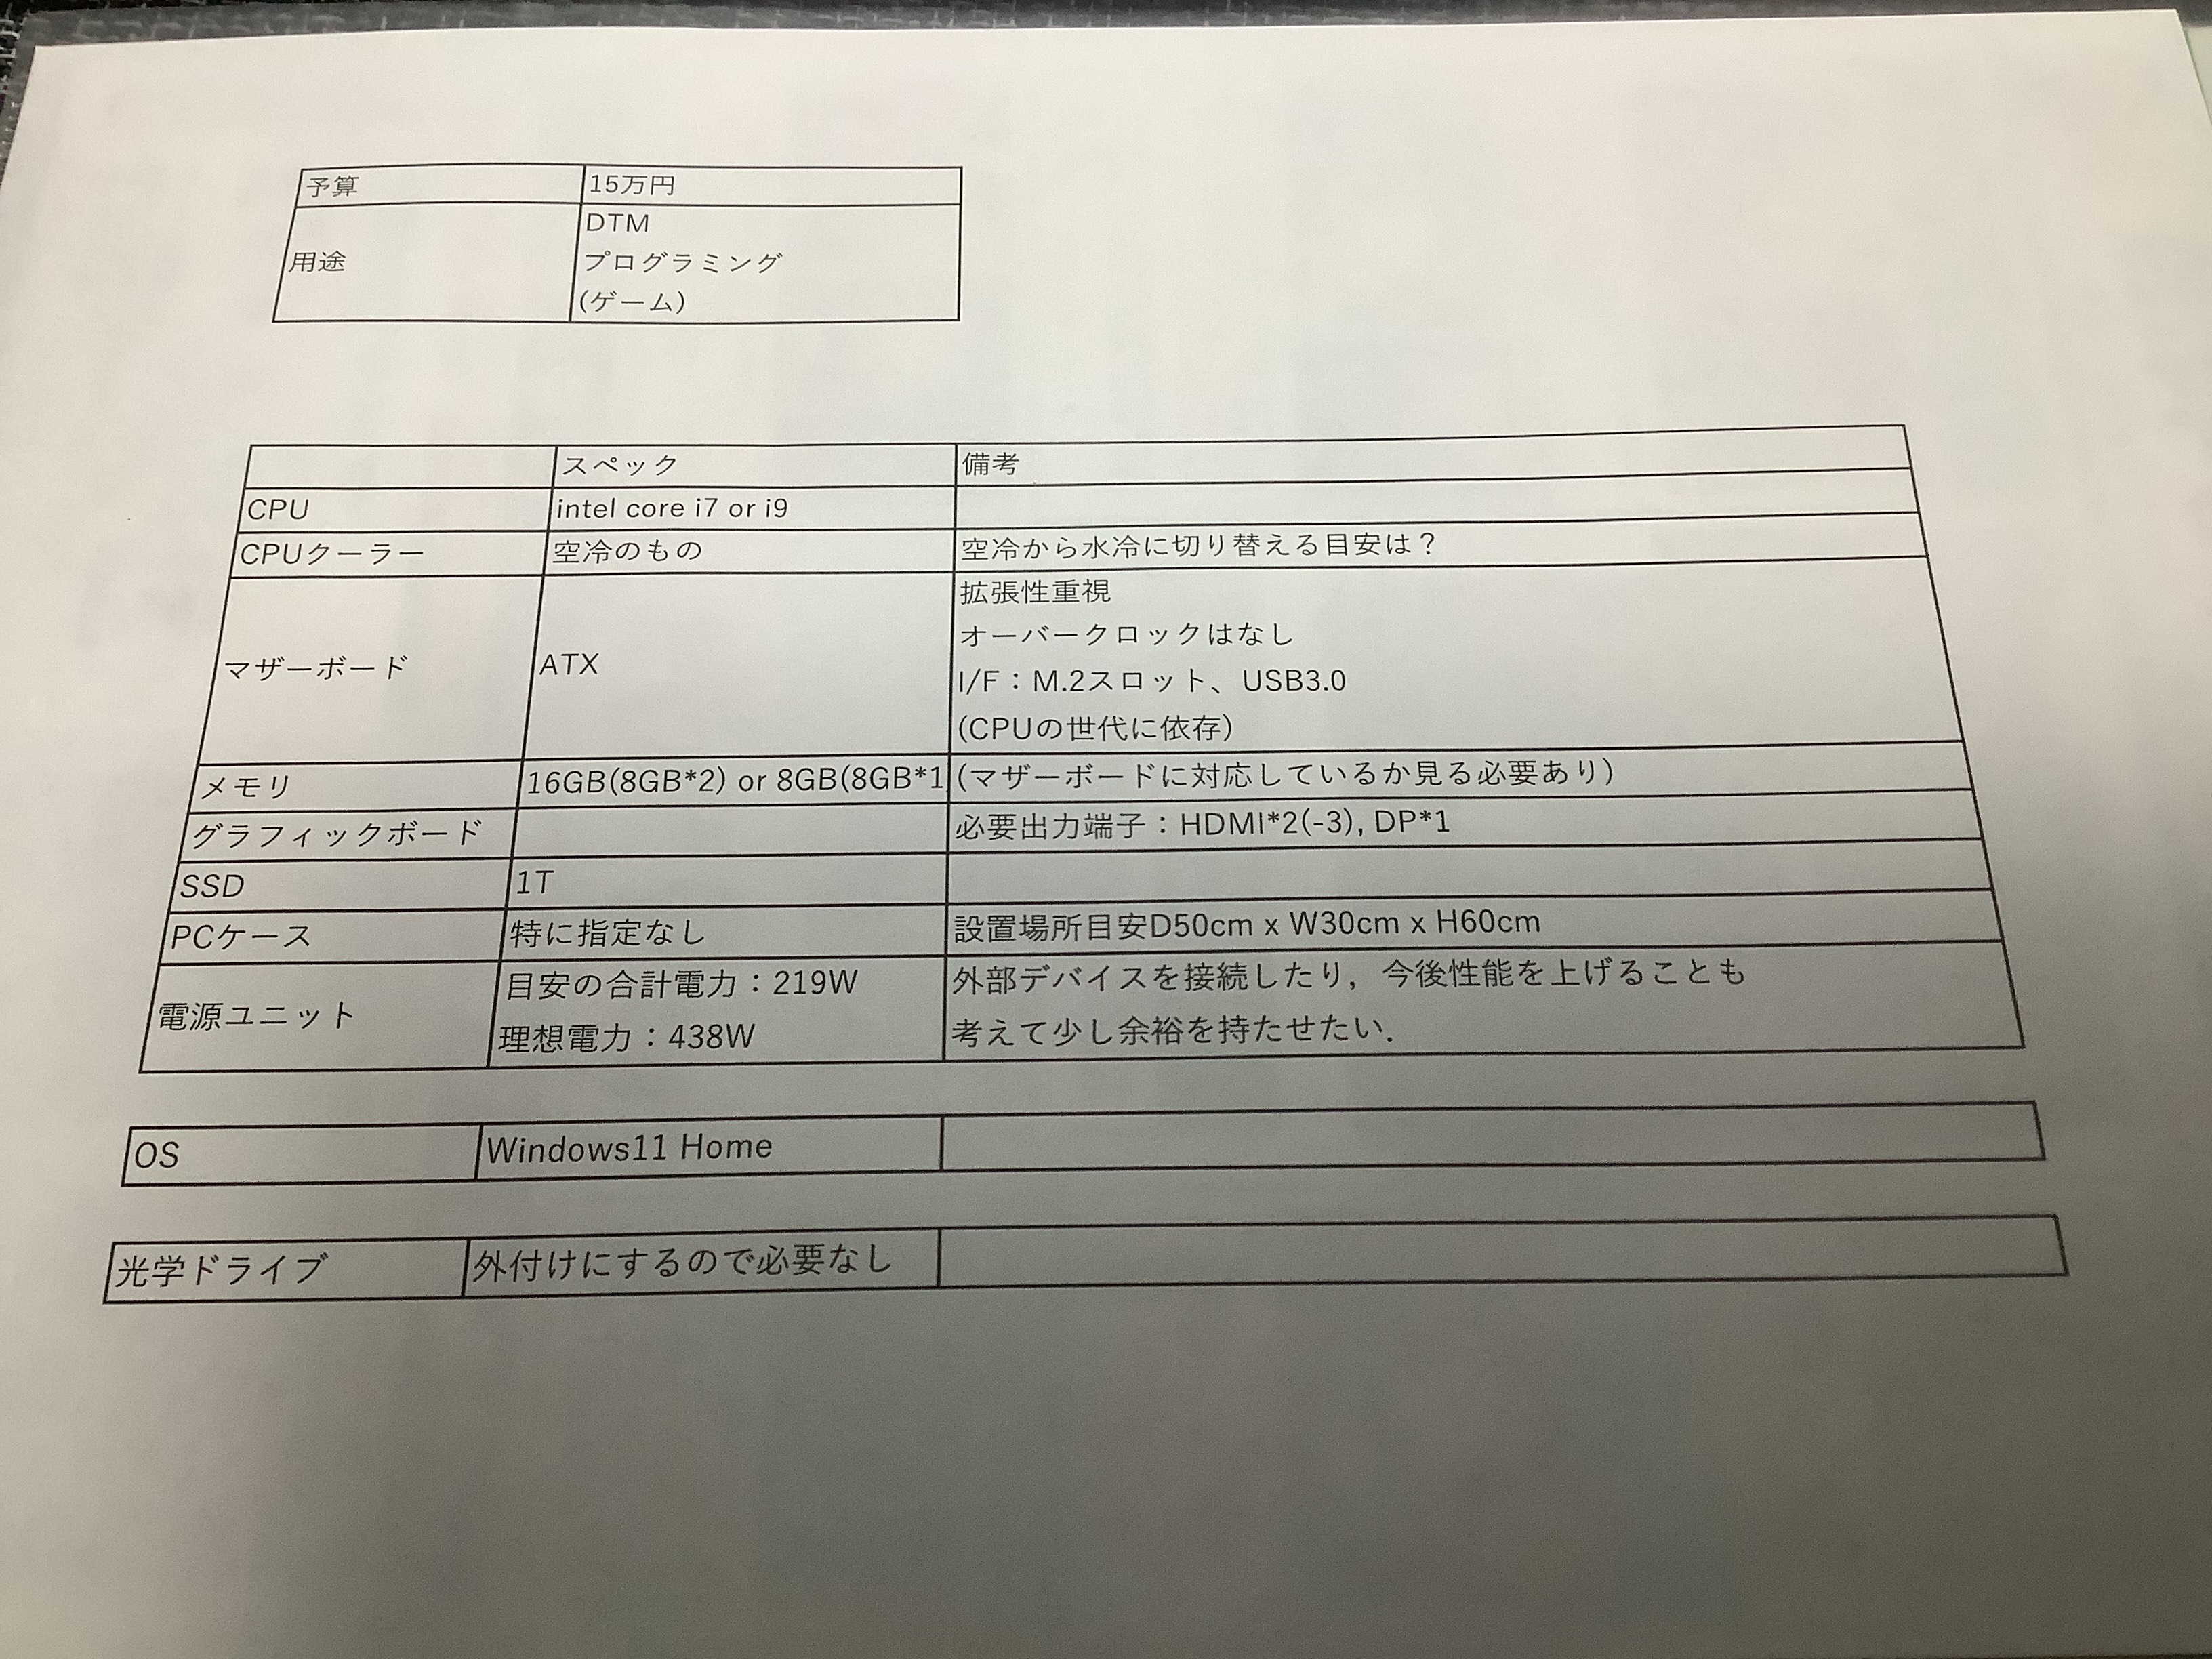 予算 15万円
用途 DTM
プログラミング
(ゲーム)
スペック 備考
CPU intel core i7 or i9
CPUクーラー 空冷のもの 空冷から水冷に切り替える目安は？
マザーボード ATX 拡張性重視
オーバークロックはなし
I/F：M.2スロット、USB3.0
(CPUの世代に依存)
メモリ 16GB(8GB*2) or 8GB(8GB*1 (マザーボードに対応しているか見る必要あり)
グラフィックボード 必要出力端子：HDMI*2(-3), DP*1
SSD 1T
PCケース 特に指定なし 設置場所目安D50cm x W30cm x H60cm
電源ユニット 目安の合計電力：219W 外部デバイスを接続したり，今後性能を上げることも
理想電力：438W 考えて少し余裕を持たせたい．
OS Windows11 Home
光学ドライブ 外付けにするので必要なし